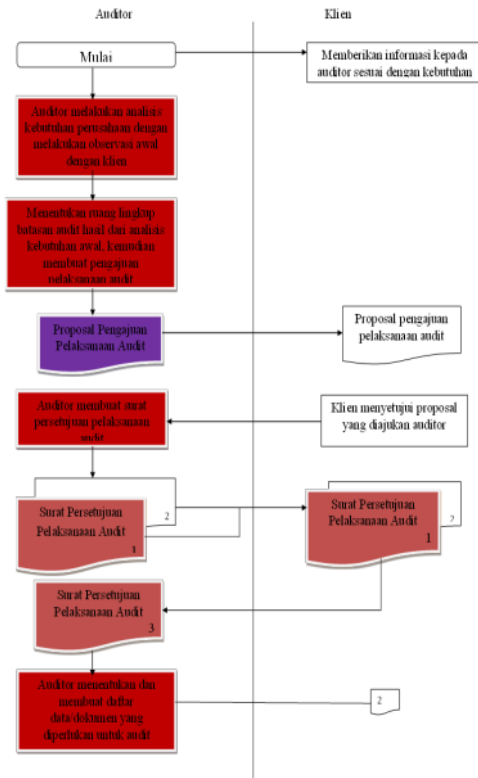 Auditor
Klien
Mulai
Memberikan informasi kepada
auditor sesuai dengan kebutuhan
Auditor melakukan analisis
kebutuhan perusahaan dengan
melakukan observasi awal
dengan klien
Menentukan ruang lingkup
batasan audit hasil dari analisis
kebutuhan awal, kemudian
membuat pengajuan
pelaksanaan audit
Proposal Pengajuan
Pelaksanaan Audit
Proposal pengajuan
pelaksanaan audit
Auditor membuat surat
persetujuan pelaksanaan
audit
Klien menyetujui proposal
yang diajukan auditor
2
Surat Persetujuan
Pelaksanaan Audit
1
2
Surat Persetujuan
Pelaksanaan Audit
1
Surat Persetujuan
Pelaksanaan Audit
3
Auditor menentukan dan
membuat daftar
data/dokumen yang
diperlukan untuk audit
2